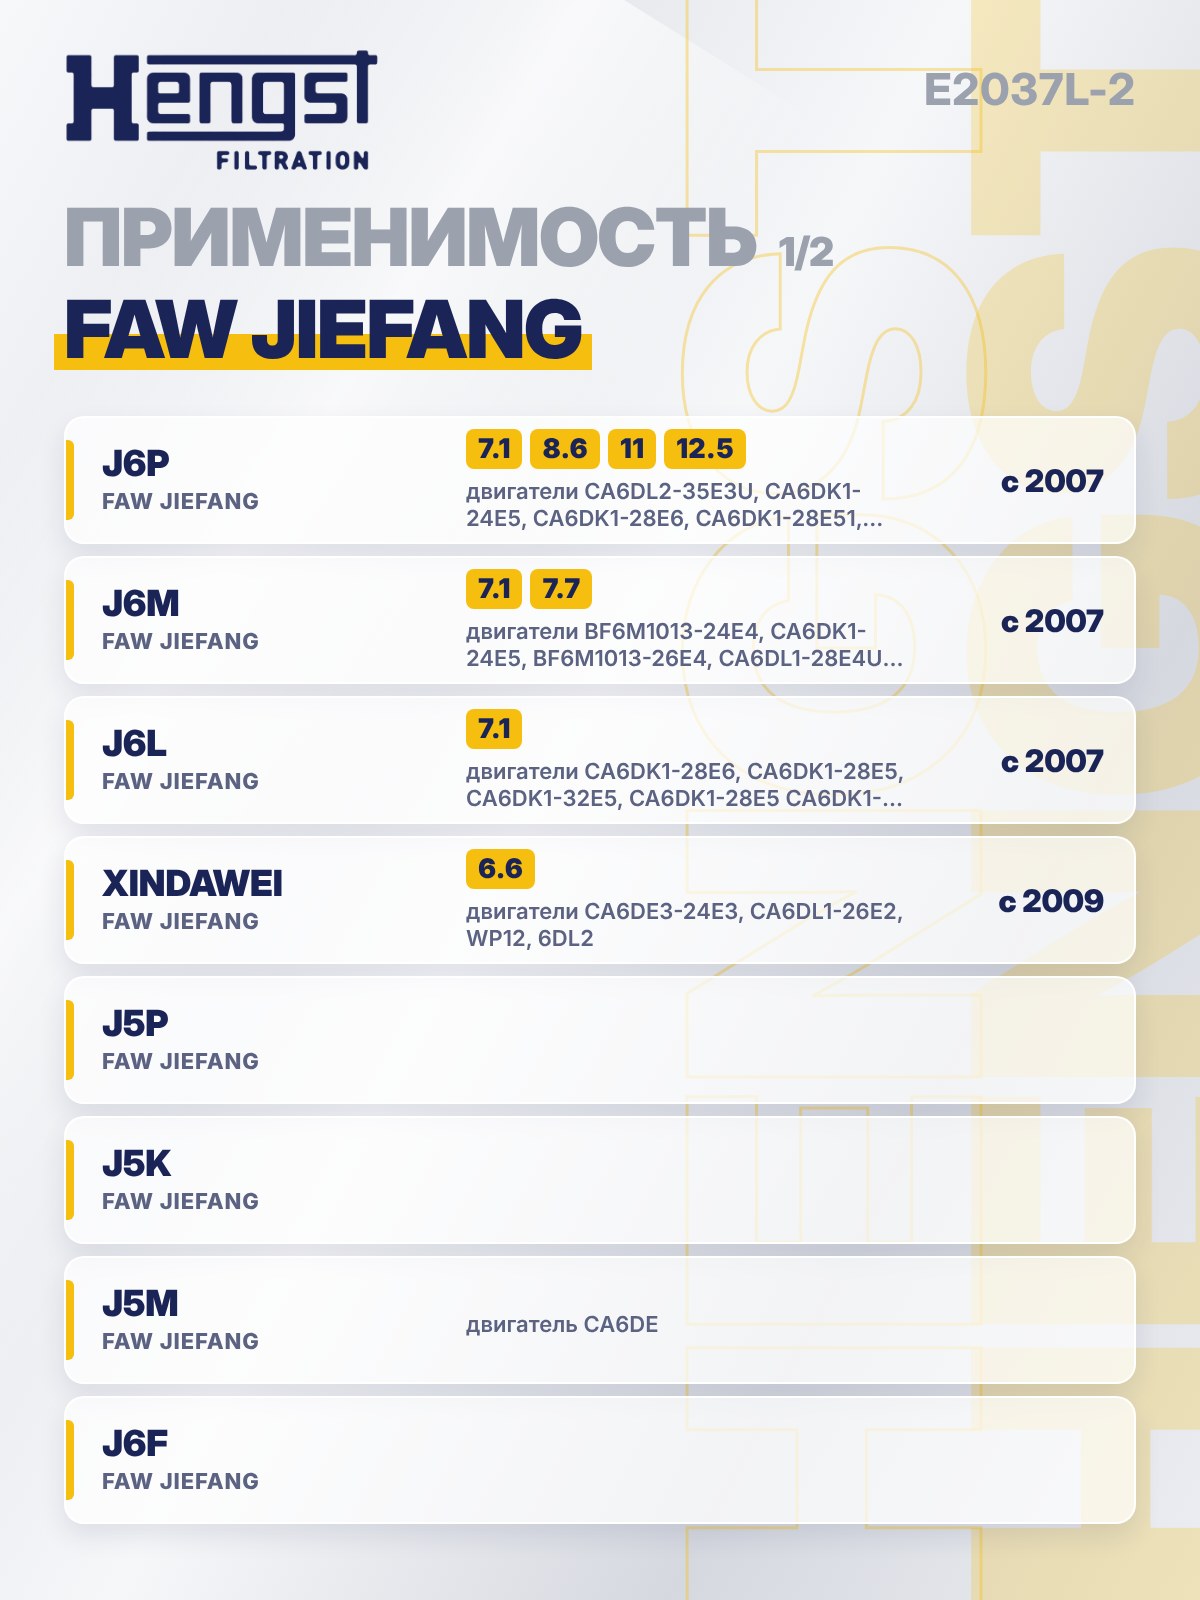 Hengst
FILTRATION
E2037L-2
ПРИМЕНИМОСТЬ 1/2
FAW JIEFANG
J6P
FAW JIEFANG
7.1 8.6 11 12.5
двигатели CA6DL2-35E3U, CA6DK1-
24E5, CA6DK1-28E6, CA6DK1-28E51,...
с 2007
J6M
FAW JIEFANG
7.1 7.7
двигатели BF6M1013-24E4, CA6DK1-
24E5, BF6M1013-26E4, CA6DL1-28E4U...
с 2007
J6L
FAW JIEFANG
7.1
двигатели CA6DK1-28E6, CA6DK1-28E5,
CA6DK1-32E5, CA6DK1-28E5 CA6DK1-...
с 2007
XINDAWEI
FAW JIEFANG
6.6
двигатели CA6DE3-24E3, CA6DL1-26E2,
WP12, 6DL2
с 2009
J5P
FAW JIEFANG
J5K
FAW JIEFANG
J5M
FAW JIEFANG
двигатель CA6DE
J6F
FAW JIEFANG
HENGST
HENGST